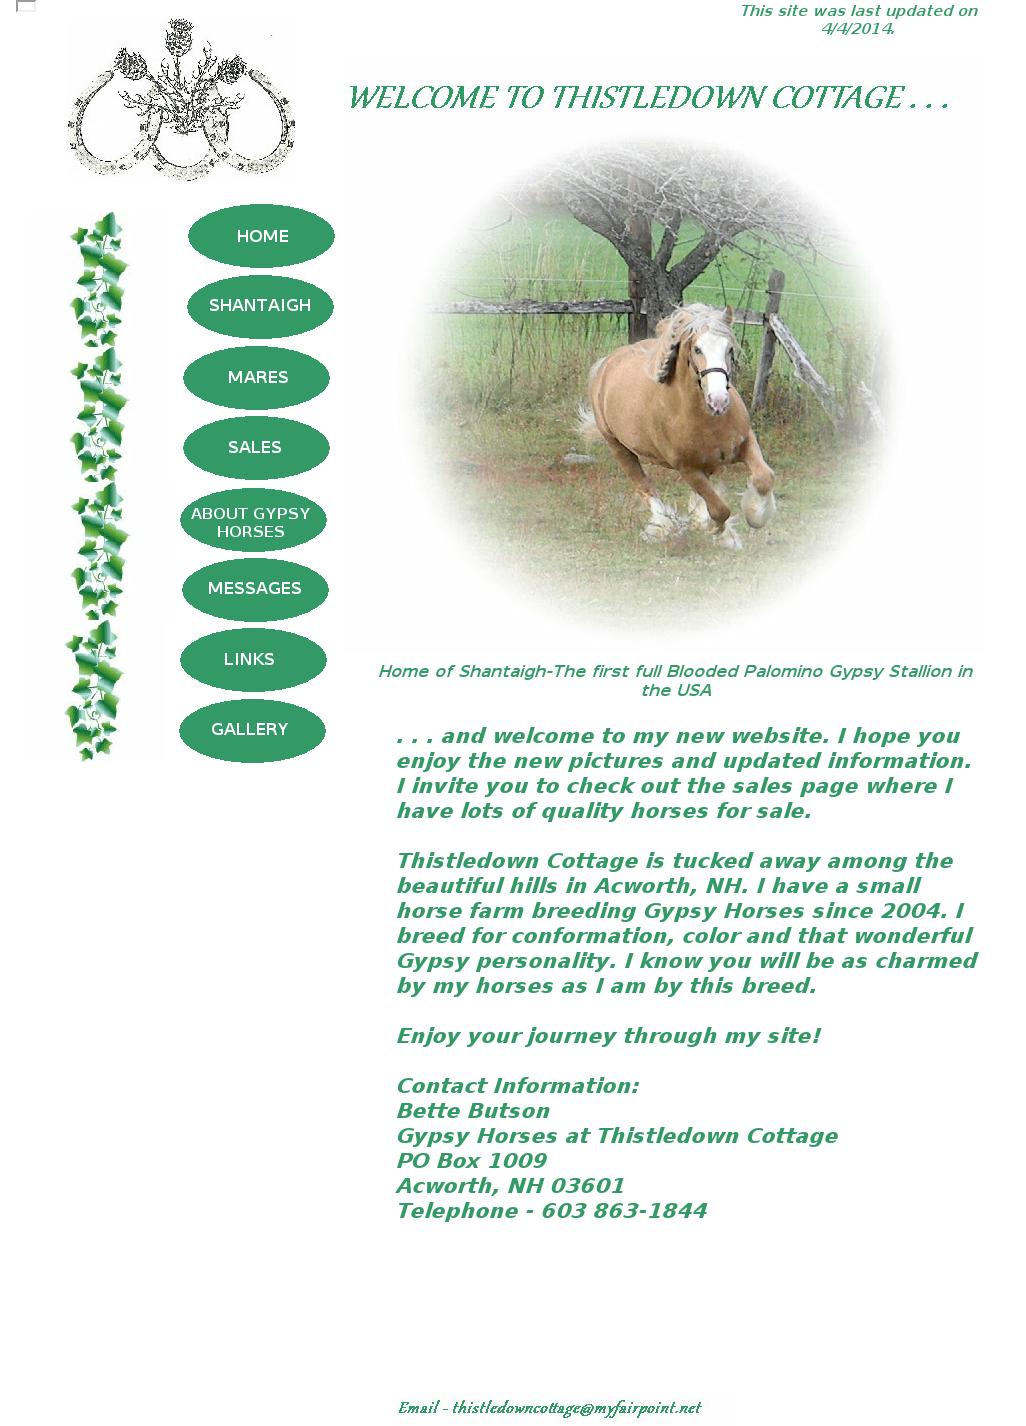 This site was last updated on
4/4/2014.
WELCOME TO THISTLEDOWN COTTAGE . . .
HOME
SHANTAIGH
MARES
SALES
ABOUT GYPSY
HORSES
MESSAGES
LINKS
GALLERY
Home of Shantaigh-The first full Blooded Palomino Gypsy Stallion in
the USA
. . . and welcome to my new website. I hope you
enjoy the new pictures and updated information.
I invite you to check out the sales page where I
have lots of quality horses for sale.
Thistledown Cottage is tucked away among the
beautiful hills in Acworth, NH. I have a small
horse farm breeding Gypsy Horses since 2004. I
breed for conformation, color and that wonderful
Gypsy personality. I know you will be as charmed
by my horses as I am by this breed.
Enjoy your journey through my site!
Contact Information:
Bette Butson
Gypsy Horses at Thistledown Cottage
PO Box 1009
Acworth, NH 03601
Telephone - 603 863-1844
Email - thistledowncottage@myfairpoint.net